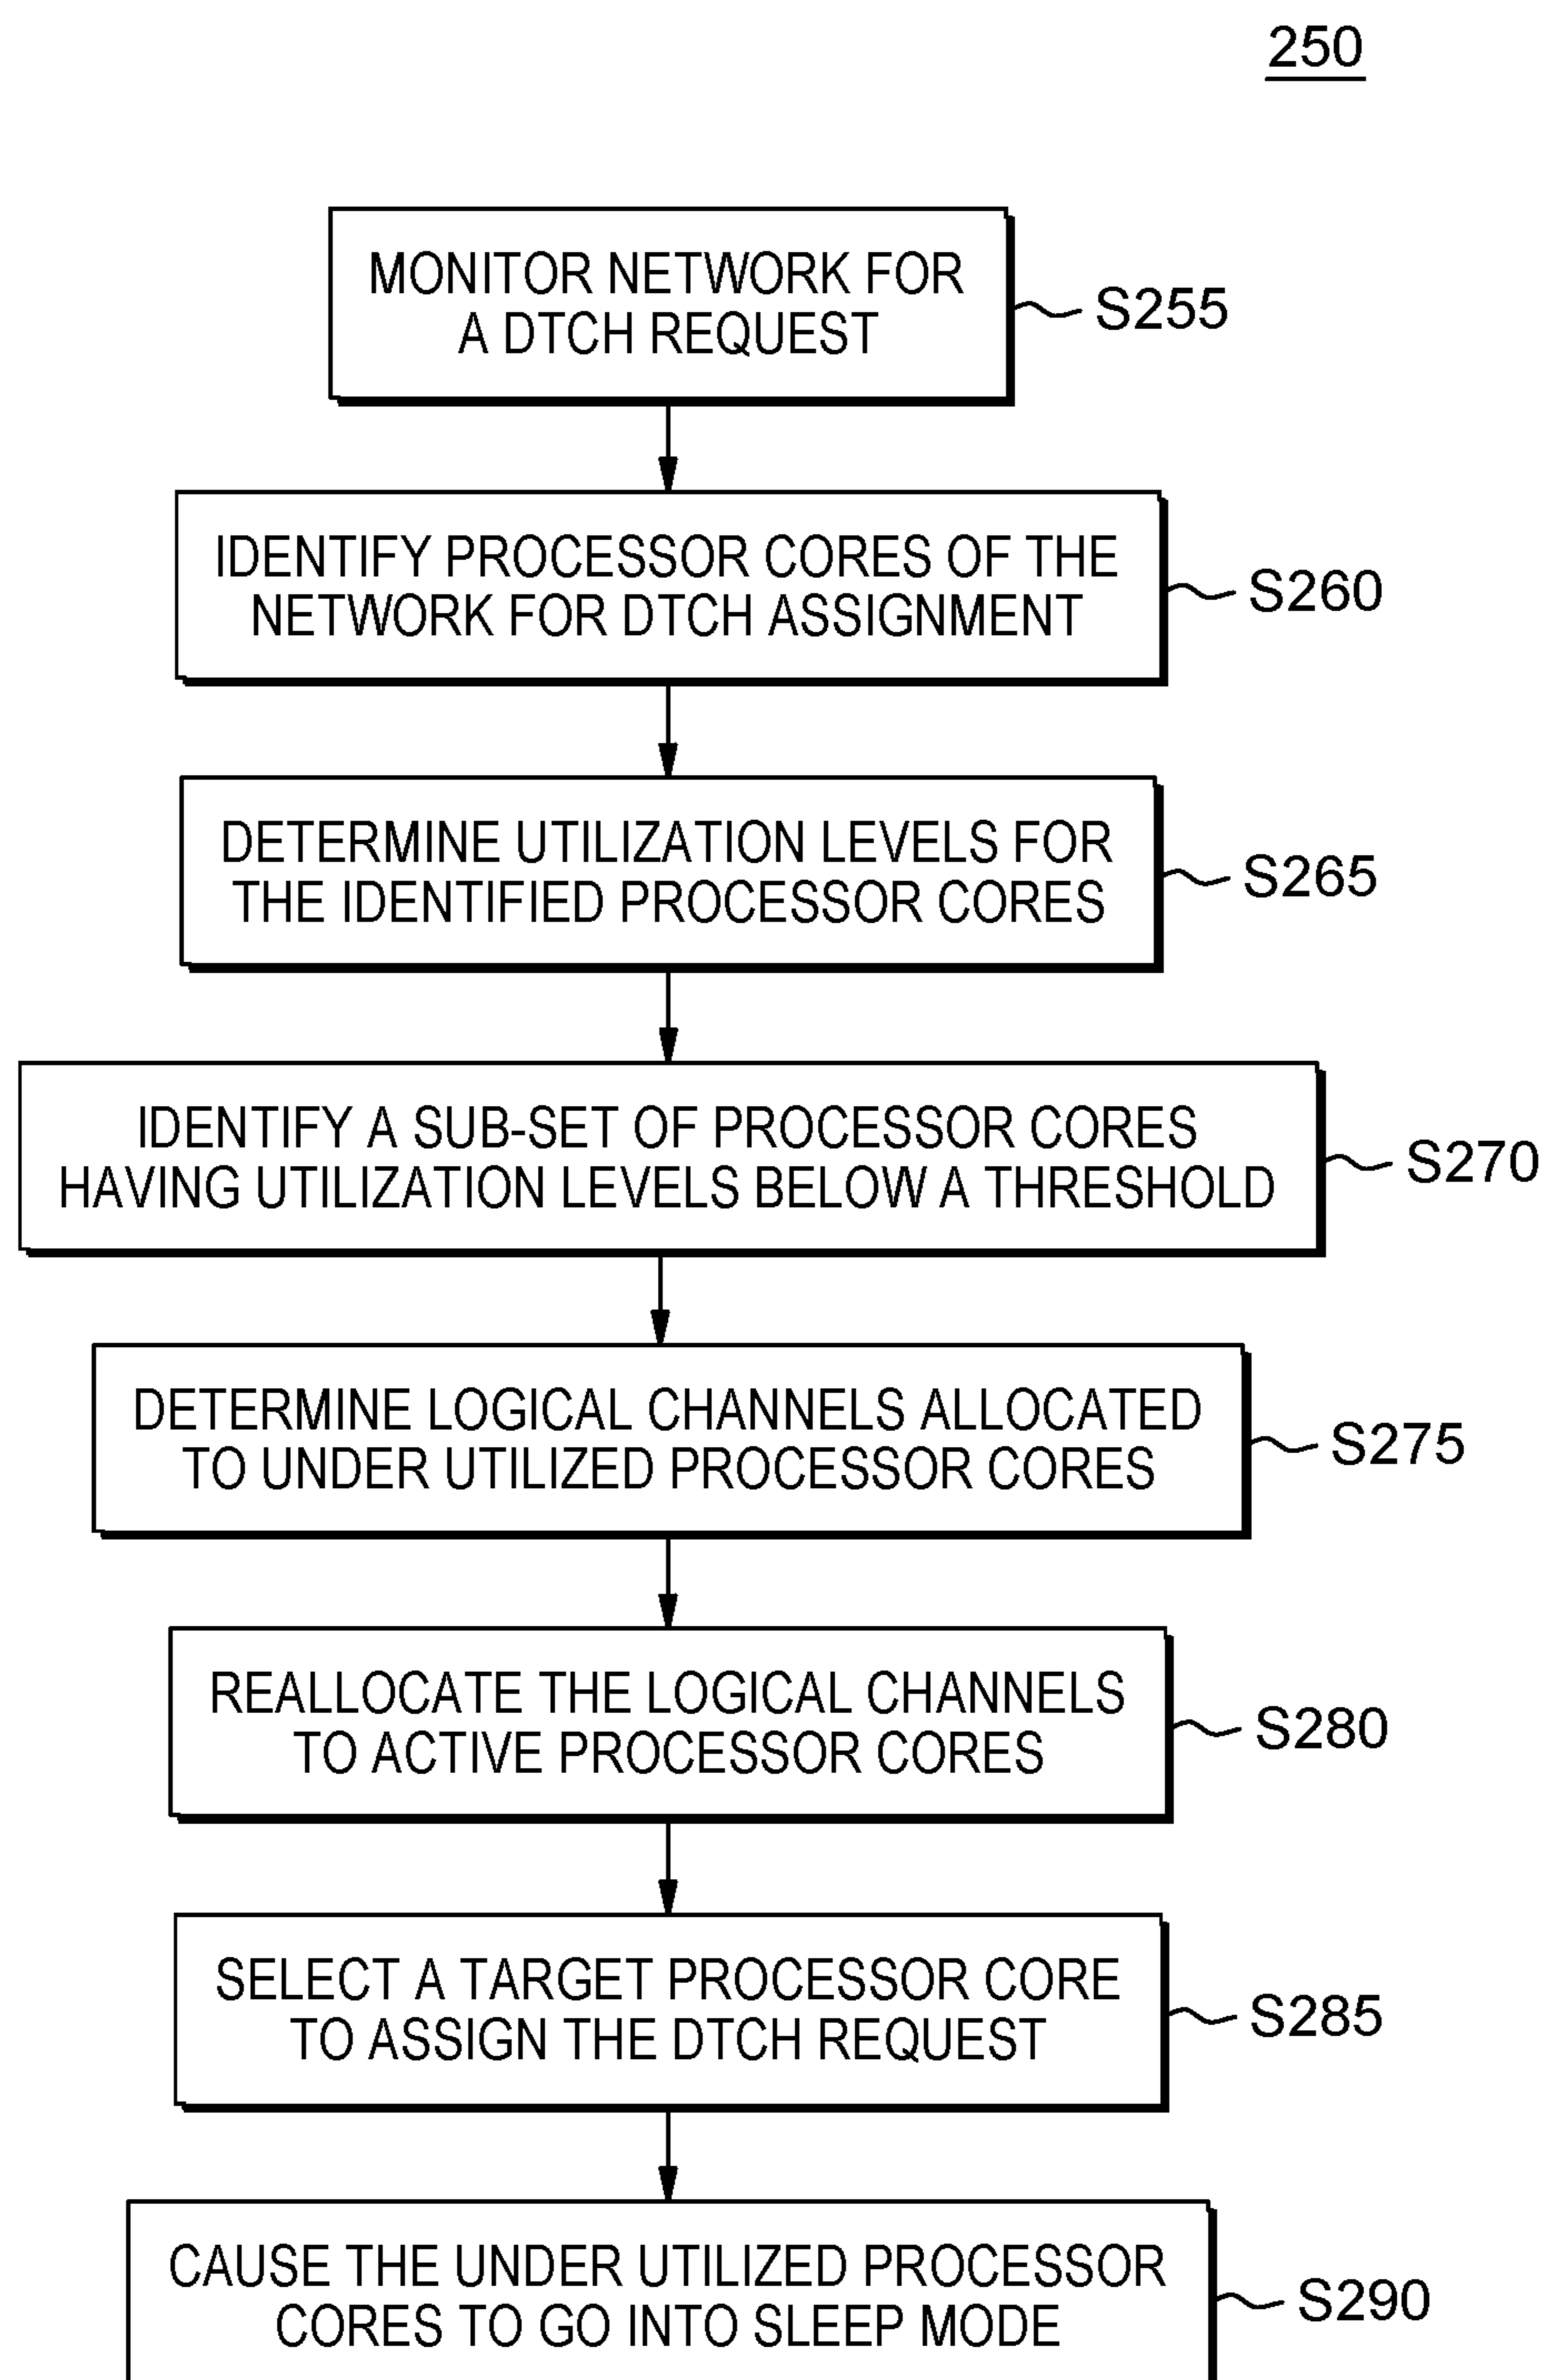 250
MONITOR NETWORK FOR
A DTCH REQUEST
S255
IDENTIFY PROCESSOR CORES OF THE
NETWORK FOR DTCH ASSIGNMENT
S260
DETERMINE UTILIZATION LEVELS FOR
THE IDENTIFIED PROCESSOR CORES
S265
IDENTIFY A SUB-SET OF PROCESSOR CORES
HAVING UTILIZATION LEVELS BELOW A THRESHOLD
S270
DETERMINE LOGICAL CHANNELS ALLOCATED
TO UNDER UTILIZED PROCESSOR CORES
S275
REALLOCATE THE LOGICAL CHANNELS
TO ACTIVE PROCESSOR CORES
S280
SELECT A TARGET PROCESSOR CORE
TO ASSIGN THE DTCH REQUEST
S285
CAUSE THE UNDER UTILIZED PROCESSOR
CORES TO GO INTO SLEEP MODE
S290